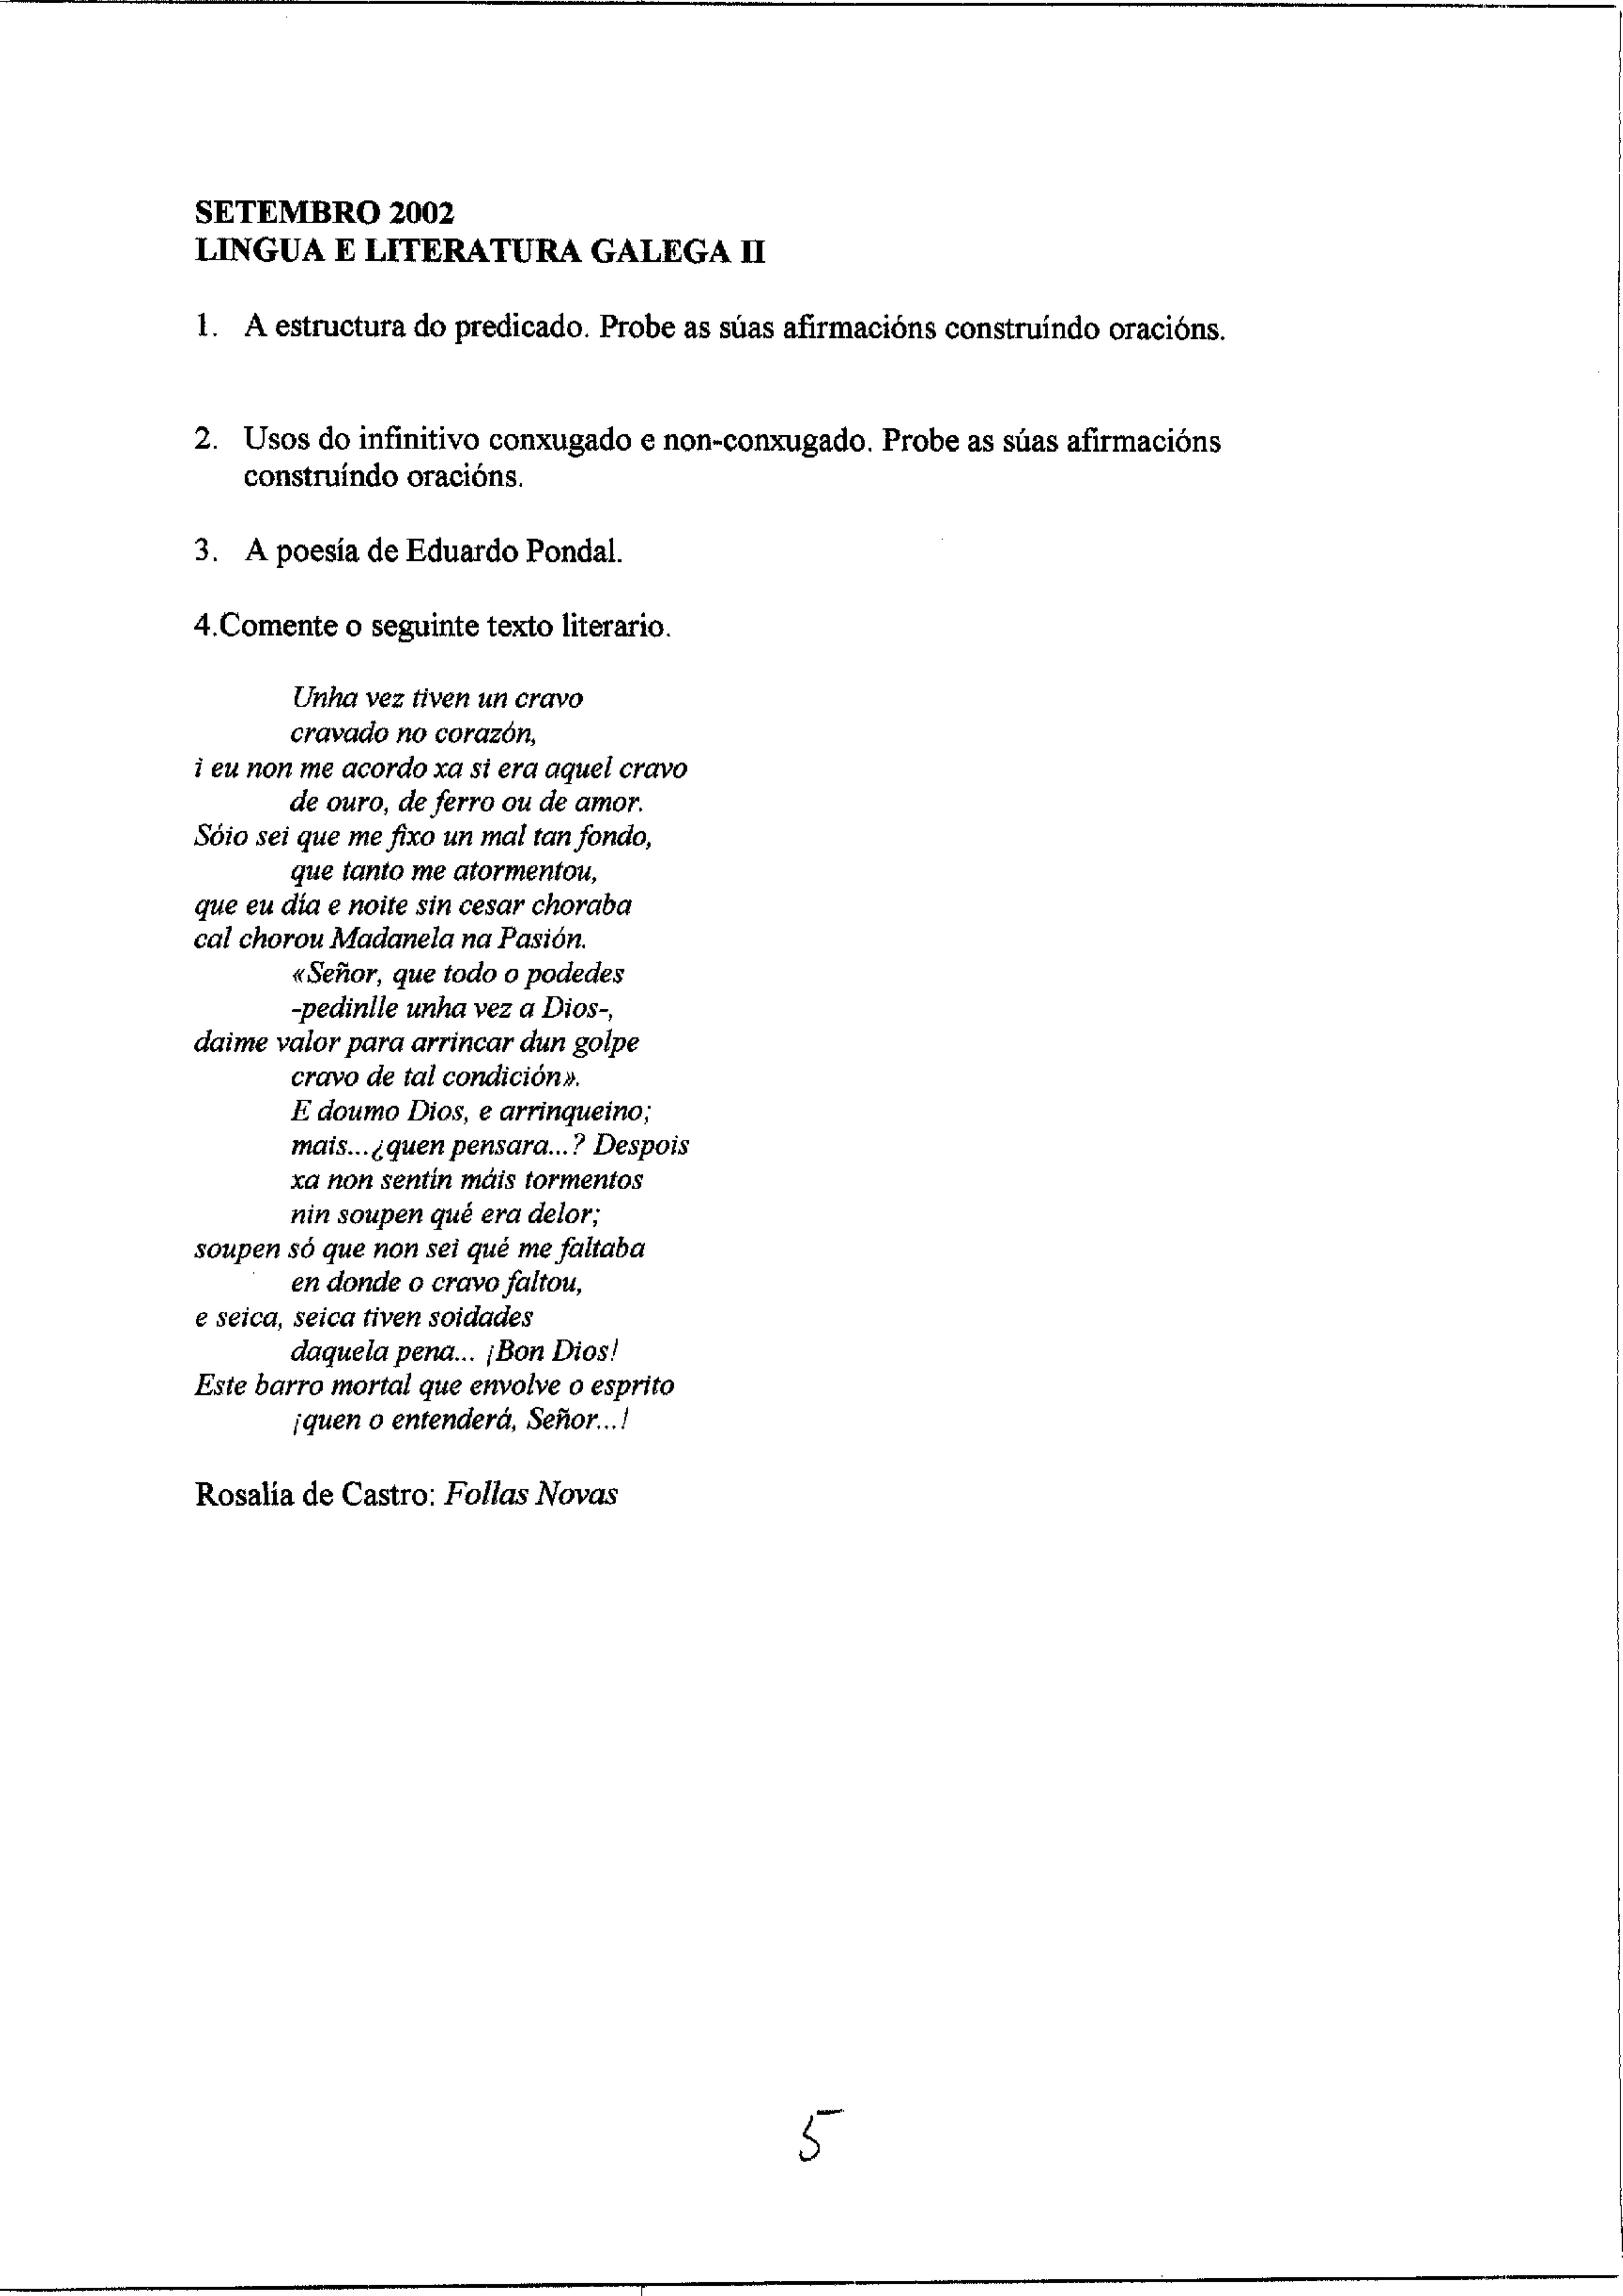 SETEMBRO 2002
LINGUA E LITERATURA GALEGA II
1. A estructura do predicado. Probe as súas afirmacións construíndo oracións.
2. Usos do infinitivo conxugado e non-conxugado. Probe as súas afirmacións
construíndo oracións.
3. A poesía de Eduardo Pondal.
4.Comente o seguinte texto literario.
Unha vez tiven un cravo
cravado no corazón,
i eu non me acordo xa si era aquel cravo
de ouro, de ferro ou de amor.
Sóio sei que me fixo un mal tan fondo,
que tanto me atormentou,
que eu día e noite sin cesar choraba
cal chorou Madanela na Pasión.
«Señor, que todo o podedes
-pedinlle unha vez a Dios-,
daime valor para arrincar dun golpe
cravo de tal condición».
E doumo Dios, e arrinqueino;
mais...¿quen pensara...? Despois
xa non sentín máis tormentos
nin soupen qué era delor;
soupen só que non sei qué me faltaba
en donde o cravo faltou,
e seica, seica tiven soidades
daquela pena... ¡Bon Dios!
Este barro mortal que envolve o esprito
¡quen o entenderá, Señor...!
Rosalía de Castro: Follas Novas
5